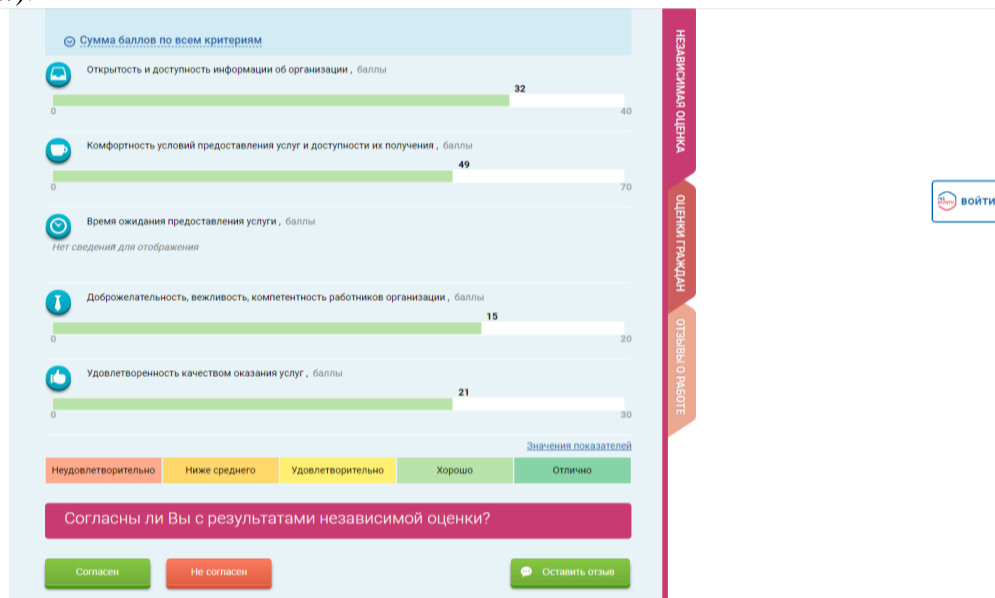 Сумма баллов по всем критериям
Открытость и доступность информации об организации , баллы
32
0
40
Комфортность условий предоставления услуг и доступности их получения , баллы
49
0
70
Время ожидания предоставления услуги , баллы
Нет сведений для отображения
Доброжелательность, вежливость, компетентность работников организации , баллы
15
0
20
Удовлетворенность качеством оказания услуг , баллы
21
0
30
Значения показателей
Неудовлетворительно
Ниже среднего
Удовлетворительно
Хорошо
Отлично
Согласны ли Вы с результатами независимой оценки?
Согласен
Не согласен
Оставить отзыв
НЕЗАВИСИМАЯ ОЦЕНКА
ОЦЕНКИ ГРАЖДАН
ОТЗЫВЫ О РАБОТЕ
ВОЙТИ